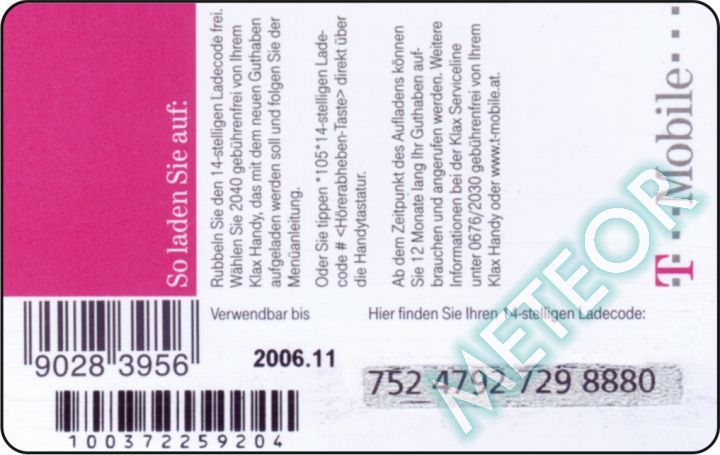 So laden Sie auf:
Rubbeln Sie den 14-stelligen Ladecode frei.
Wählen Sie 2040 gebührenfrei von Ihrem
Klax Handy, das mit dem neuen Guthaben
aufgeladen werden soll und folgen Sie der
Menüanleitung.
Oder Sie tippen *105*14-stelligen Lade-
code # <Hörerabheben-Taste> direkt über
die Handytastatur.
Ab dem Zeitpunkt des Aufladens können
Sie 12 Monate lang Ihr Guthaben auf-
brauchen und angerufen werden. Weitere
Informationen bei der Klax Serviceline
unter 0676/2030 gebührenfrei von Ihrem
Klax Handy oder www.t-mobile.at.
T Mobile
Verwendbar bis
2006.11
Hier finden Sie Ihren 14-stelligen Ladecode:
752 4792 729 8880
90283956
100372259204
METEOR